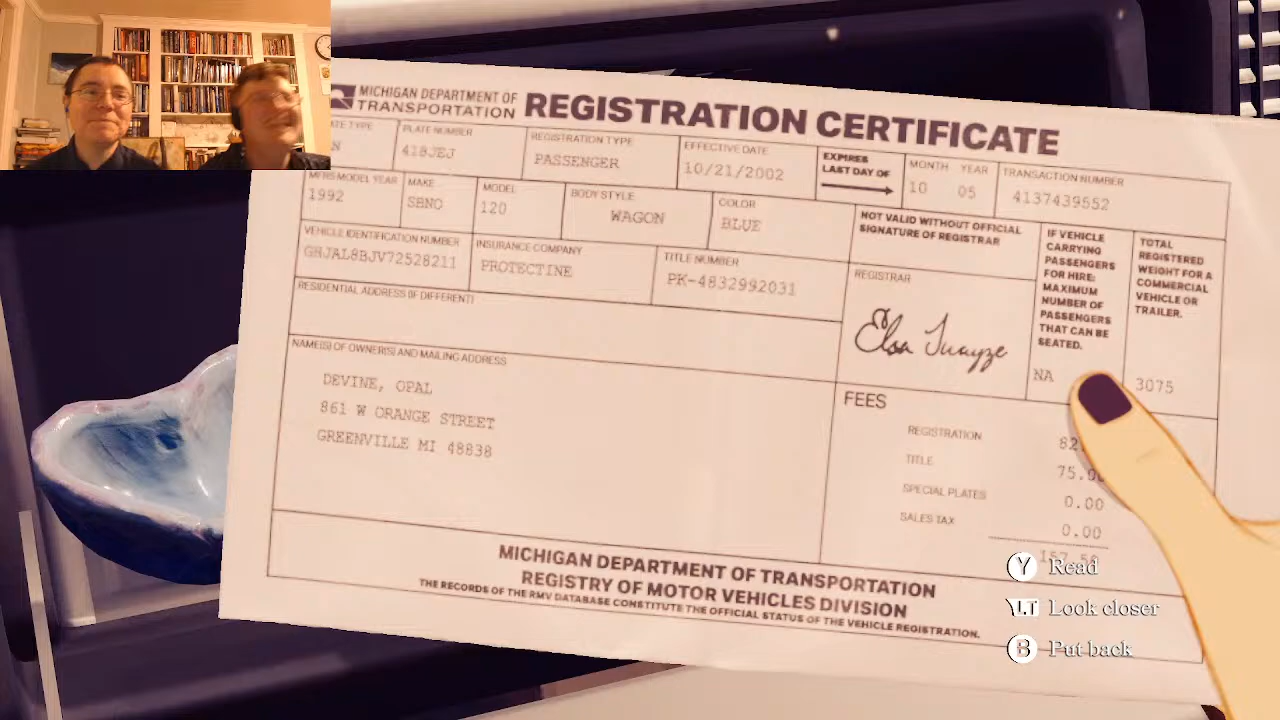 MICHIGAN DEPARTMENT OF
TRANSPORTATION
REGISTRATION CERTIFICATE
PLATE NUMBER
418JEJ
REGISTRATION TYPE
PASSENGER
EFFECTIVE DATE
10/21/2002
EXPIRES
LAST DAY OF
MONTH YEAR
10 05
TRANSACTION NUMBER
4137439552
MFRS MODEL YEAR
1992
MAKE
SBNC
MODEL
120
BODY STYLE
WAGON
COLOR
BLUE
NOT VALID WITHOUT OFFICIAL
SIGNATURE OF REGISTRAR
IF VEHICLE
CARRYING
PASSENGERS
FOR HIRE:
MAXIMUM
NUMBER OF
PASSENGERS
THAT CAN BE
SEATED.
NA
TOTAL
REGISTERED
WEIGHT FOR A
COMMERCIAL
VEHICLE OR
TRAILER.
3075
VEHICLE IDENTIFICATION NUMBER
GHJAL8BJV72528211
INSURANCE COMPANY
PROTECTINE
TITLE NUMBER
PK-4832992031
REGISTRAR
RESIDENTIAL ADDRESS (IF DIFFERENT)
NAME(S) OF OWNER(S) AND MAILING ADDRESS
DEVINE, OPAL
861 W ORANGE STREET
GREENVILLE MI 48838
FEES
REGISTRATION
TITLE 75.00
SPECIAL PLATES 0.00
SALES TAX 0.00
MICHIGAN DEPARTMENT OF TRANSPORTATION
REGISTRY OF MOTOR VEHICLES DIVISION
THE RECORDS OF THE RMV DATABASE CONSTITUTE THE OFFICIAL STATUS OF THE VEHICLE REGISTRATION.
Y Read
LT Look closer
B Put back